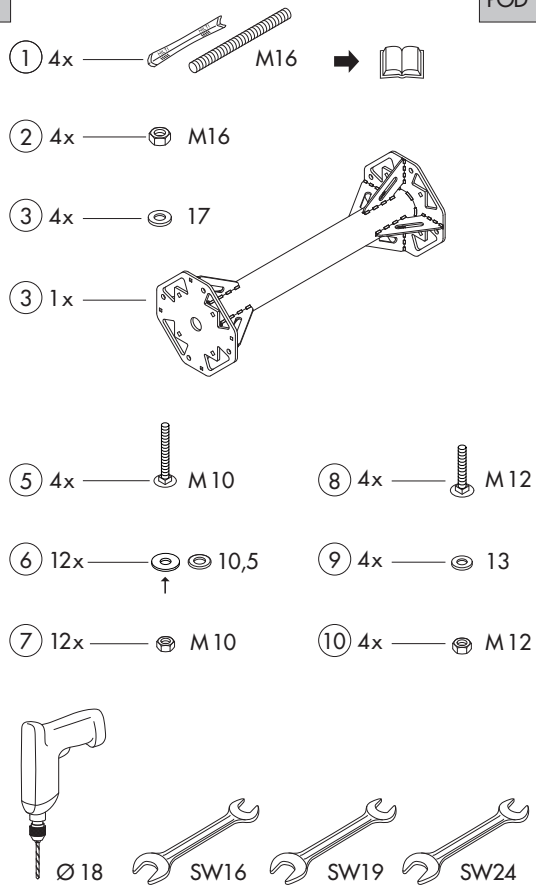 POD
1 4x M16
2 4x M16
3 4x 17
3 1x
5 4x M10
8 4x M12
6 12x 10,5
9 4x 13
7 12x M10
10 4x M12
Ø 18 SW16 SW19 SW24